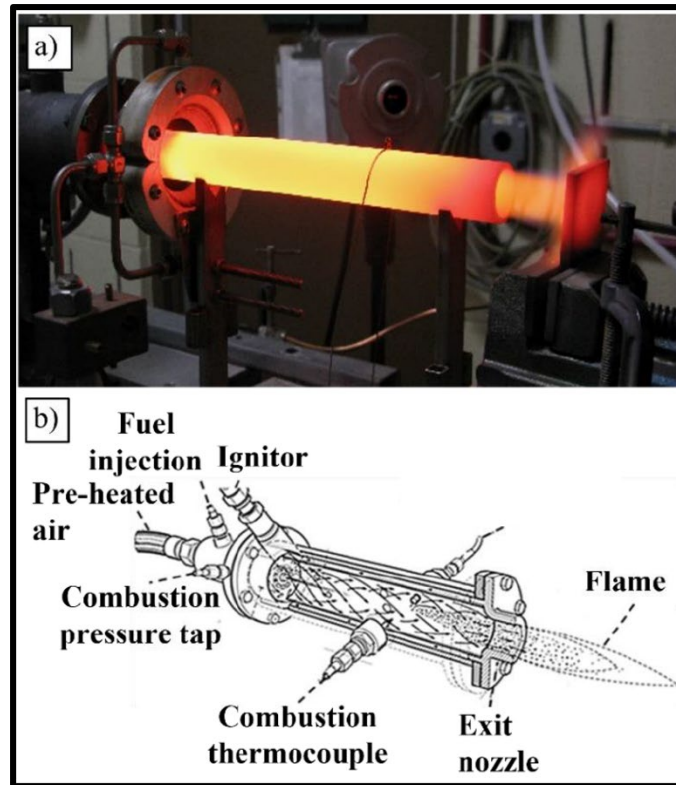 a)
b)
Fuel
injection
Ignitor
Pre-heated
air
Combustion
pressure tap
Flame
Combustion
thermocouple
Exit
nozzle